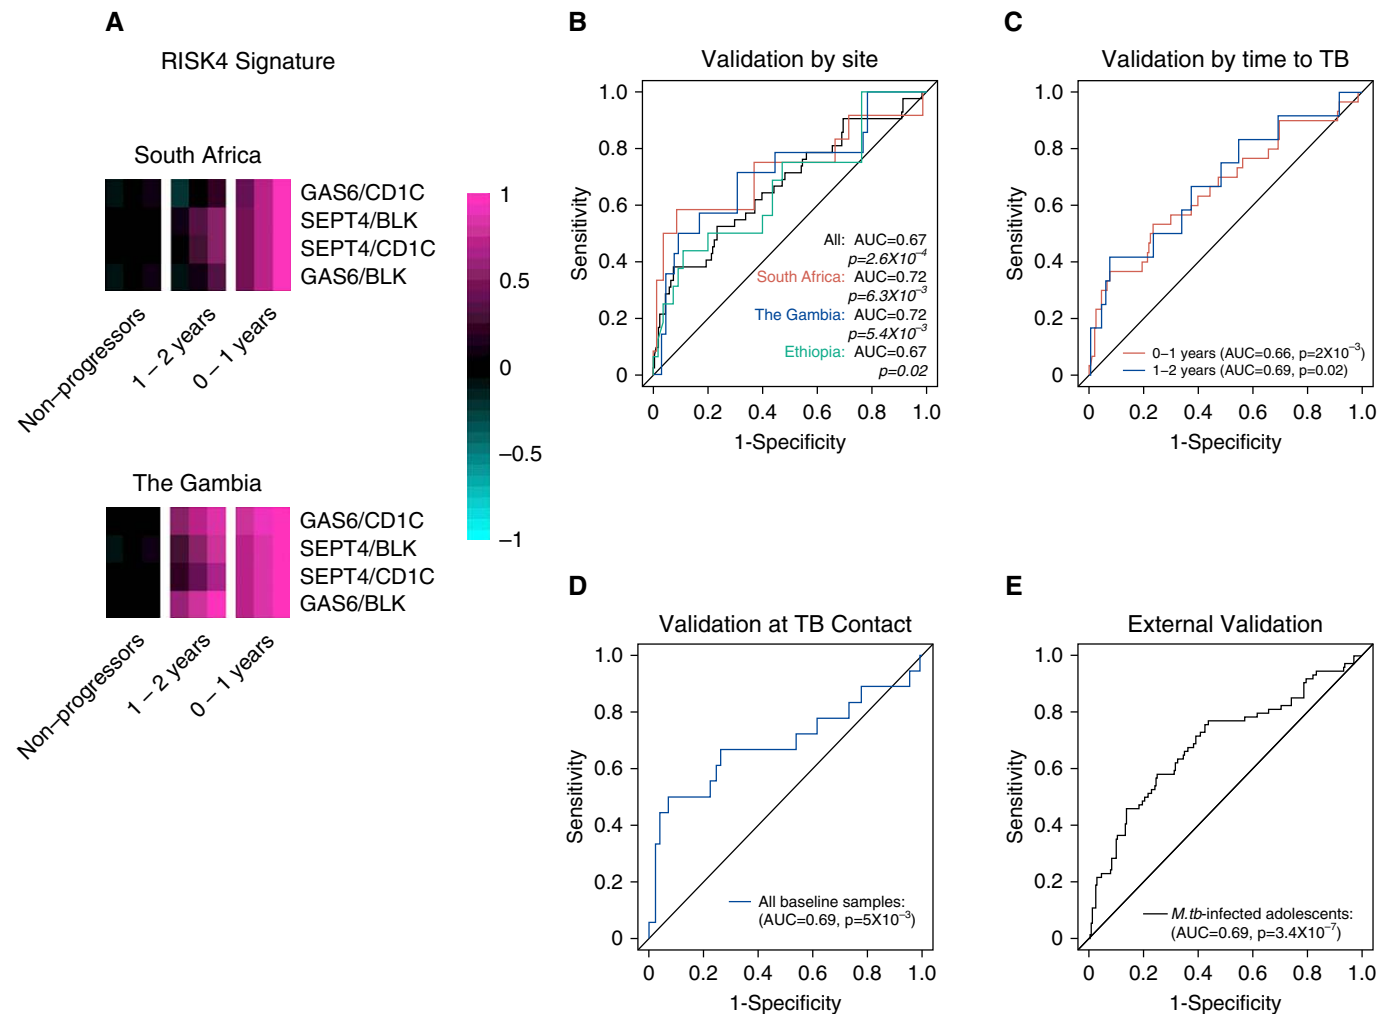 A
RISK4 Signature
South Africa
GAS6/CD1C
SEPT4/BLK
SEPT4/CD1C
GAS6/BLK
Non–progressors
1 – 2 years
0 – 1 years
The Gambia
GAS6/CD1C
SEPT4/BLK
SEPT4/CD1C
GAS6/BLK
Non–progressors
1 – 2 years
0 – 1 years
1
0.5
0
–0.5
–1
B
Validation by site
Sensitivity
1.0
0.8
0.6
0.4
0.2
0
All: AUC=0.67
p=2.6X10⁻⁴
South Africa: AUC=0.72
p=6.3X10⁻³
The Gambia: AUC=0.72
p=5.4X10⁻³
Ethiopia: AUC=0.67
p=0.02
0 0.2 0.4 0.6 0.8 1.0
1-Specificity
C
Validation by time to TB
Sensitivity
1.0
0.8
0.6
0.4
0.2
0
0–1 years (AUC=0.66, p=2X10⁻³)
1–2 years (AUC=0.69, p=0.02)
0 0.2 0.4 0.6 0.8 1.0
1-Specificity
D
Validation at TB Contact
Sensitivity
1.0
0.8
0.6
0.4
0.2
0
All baseline samples:
(AUC=0.69, p=5X10⁻³)
0 0.2 0.4 0.6 0.8 1.0
1-Specificity
E
External Validation
Sensitivity
1.0
0.8
0.6
0.4
0.2
0
M.tb-infected adolescents:
(AUC=0.69, p=3.4X10⁻⁷)
0 0.2 0.4 0.6 0.8 1.0
1-Specificity